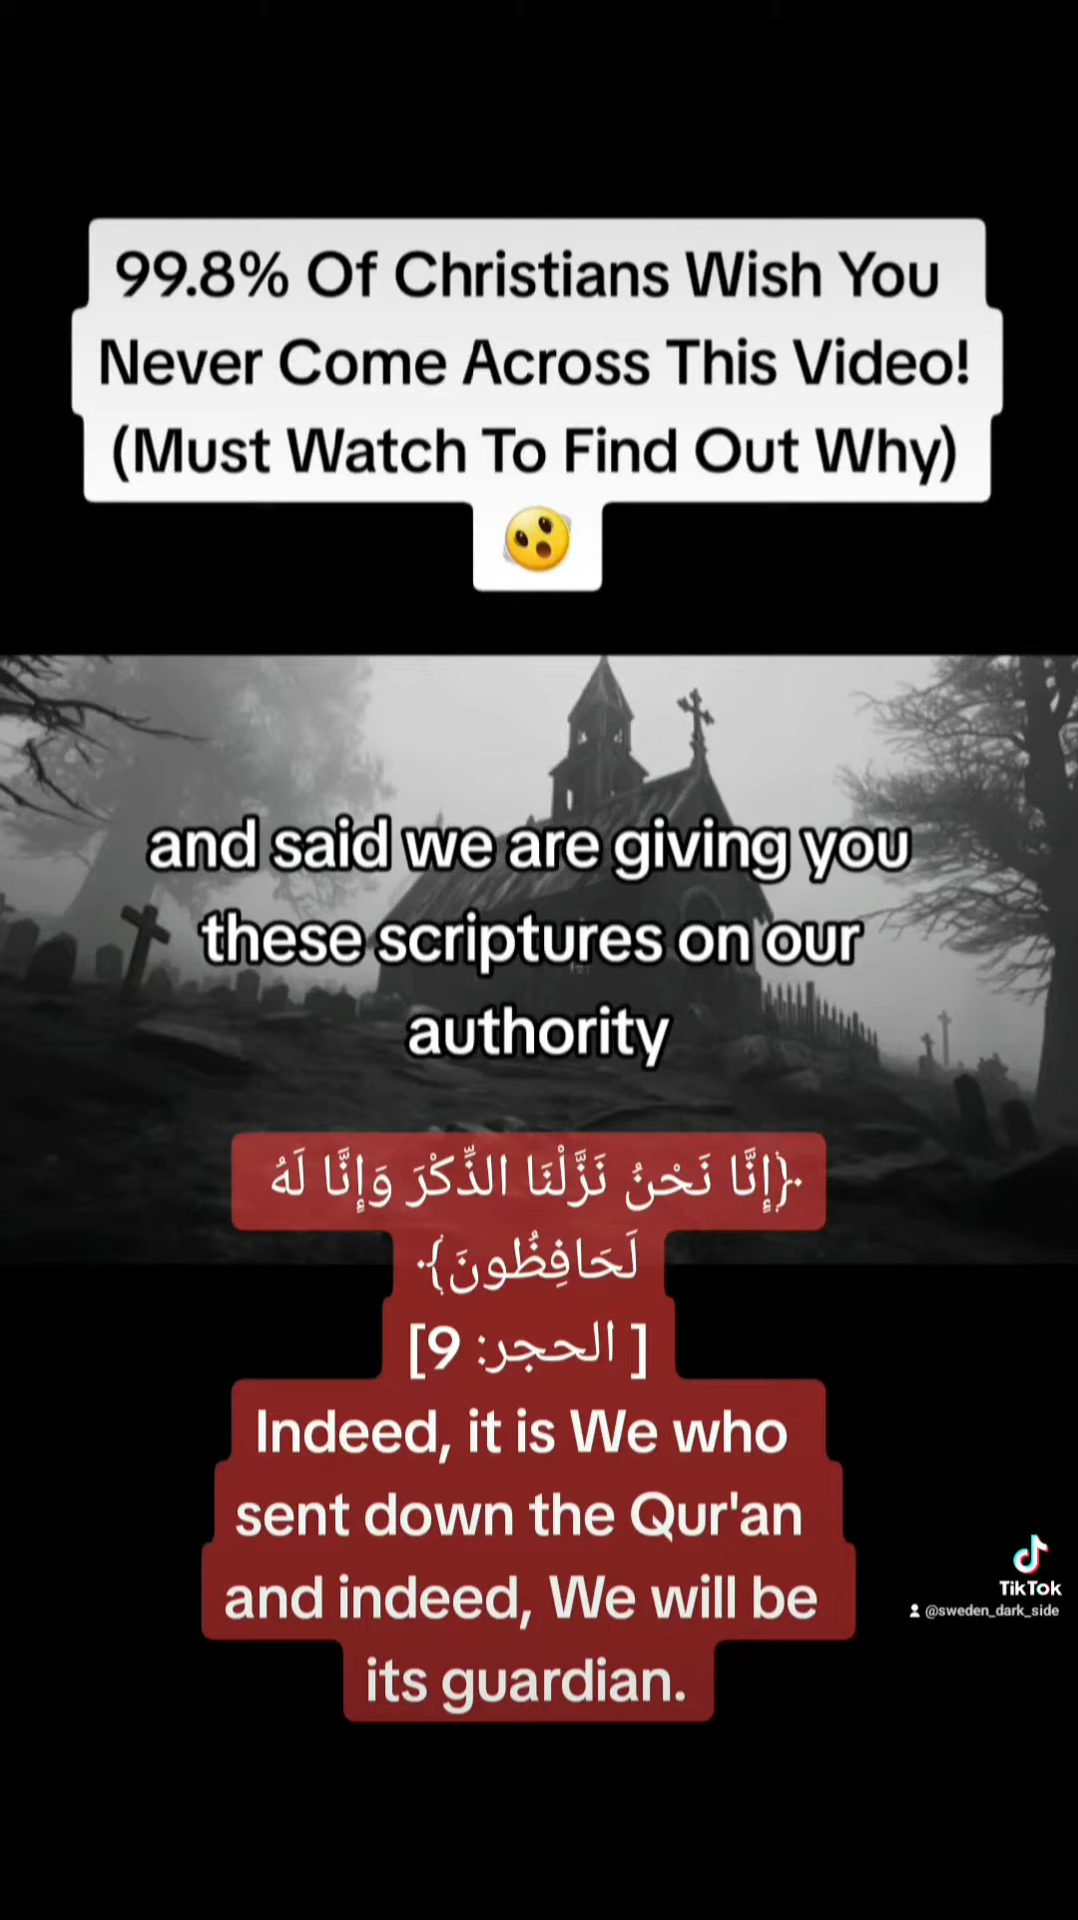 99.8% Of Christians Wish You
Never Come Across This Video!
(Must Watch To Find Out Why)
😮
and said we are giving you
these scriptures on our
authority
﴿إِنَّا نَحْنُ نَزَّلْنَا الذِّكْرَ وَإِنَّا لَهُ
لَحَافِظُونَ﴾
[ الحجر: 9]
Indeed, it is We who
sent down the Qur'an
and indeed, We will be
its guardian.
TikTok
@sweden_dark_side